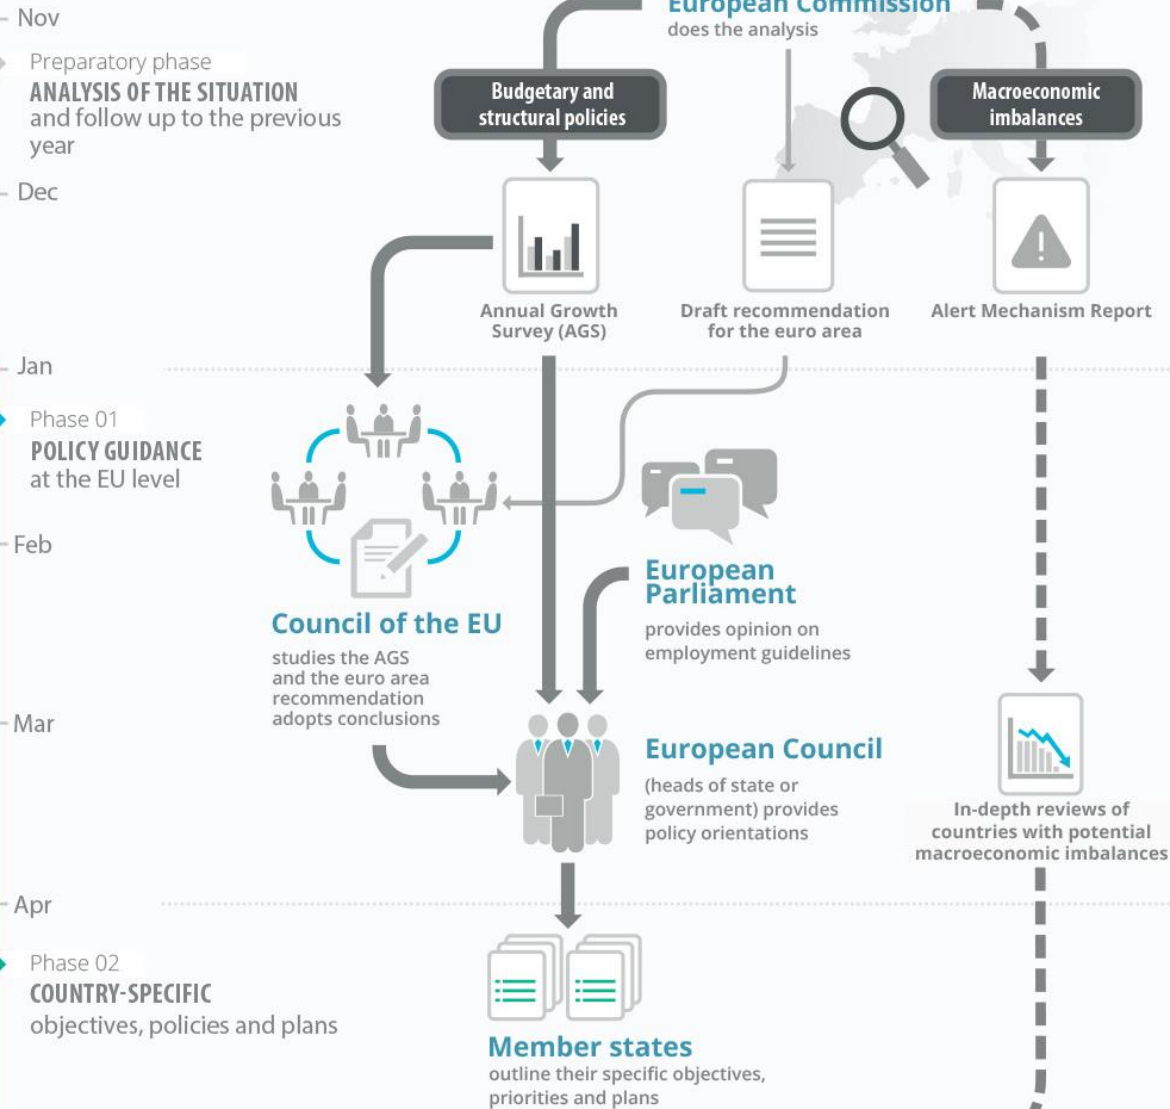 European Commission
does the analysis
Nov
Preparatory phase
ANALYSIS OF THE SITUATION
and follow up to the previous
year
Budgetary and
structural policies
Macroeconomic
imbalances
Dec
Annual Growth
Survey (AGS)
Draft recommendation
for the euro area
Alert Mechanism Report
Jan
Phase 01
POLICY GUIDANCE
at the EU level
Feb
European
Parliament
provides opinion on
employment guidelines
Council of the EU
studies the AGS
and the euro area
recommendation
adopts conclusions
Mar
European Council
(heads of state or
government) provides
policy orientations
In-depth reviews of
countries with potential
macroeconomic imbalances
Apr
Phase 02
COUNTRY-SPECIFIC
objectives, policies and plans
Member states
outline their specific objectives,
priorities and plans